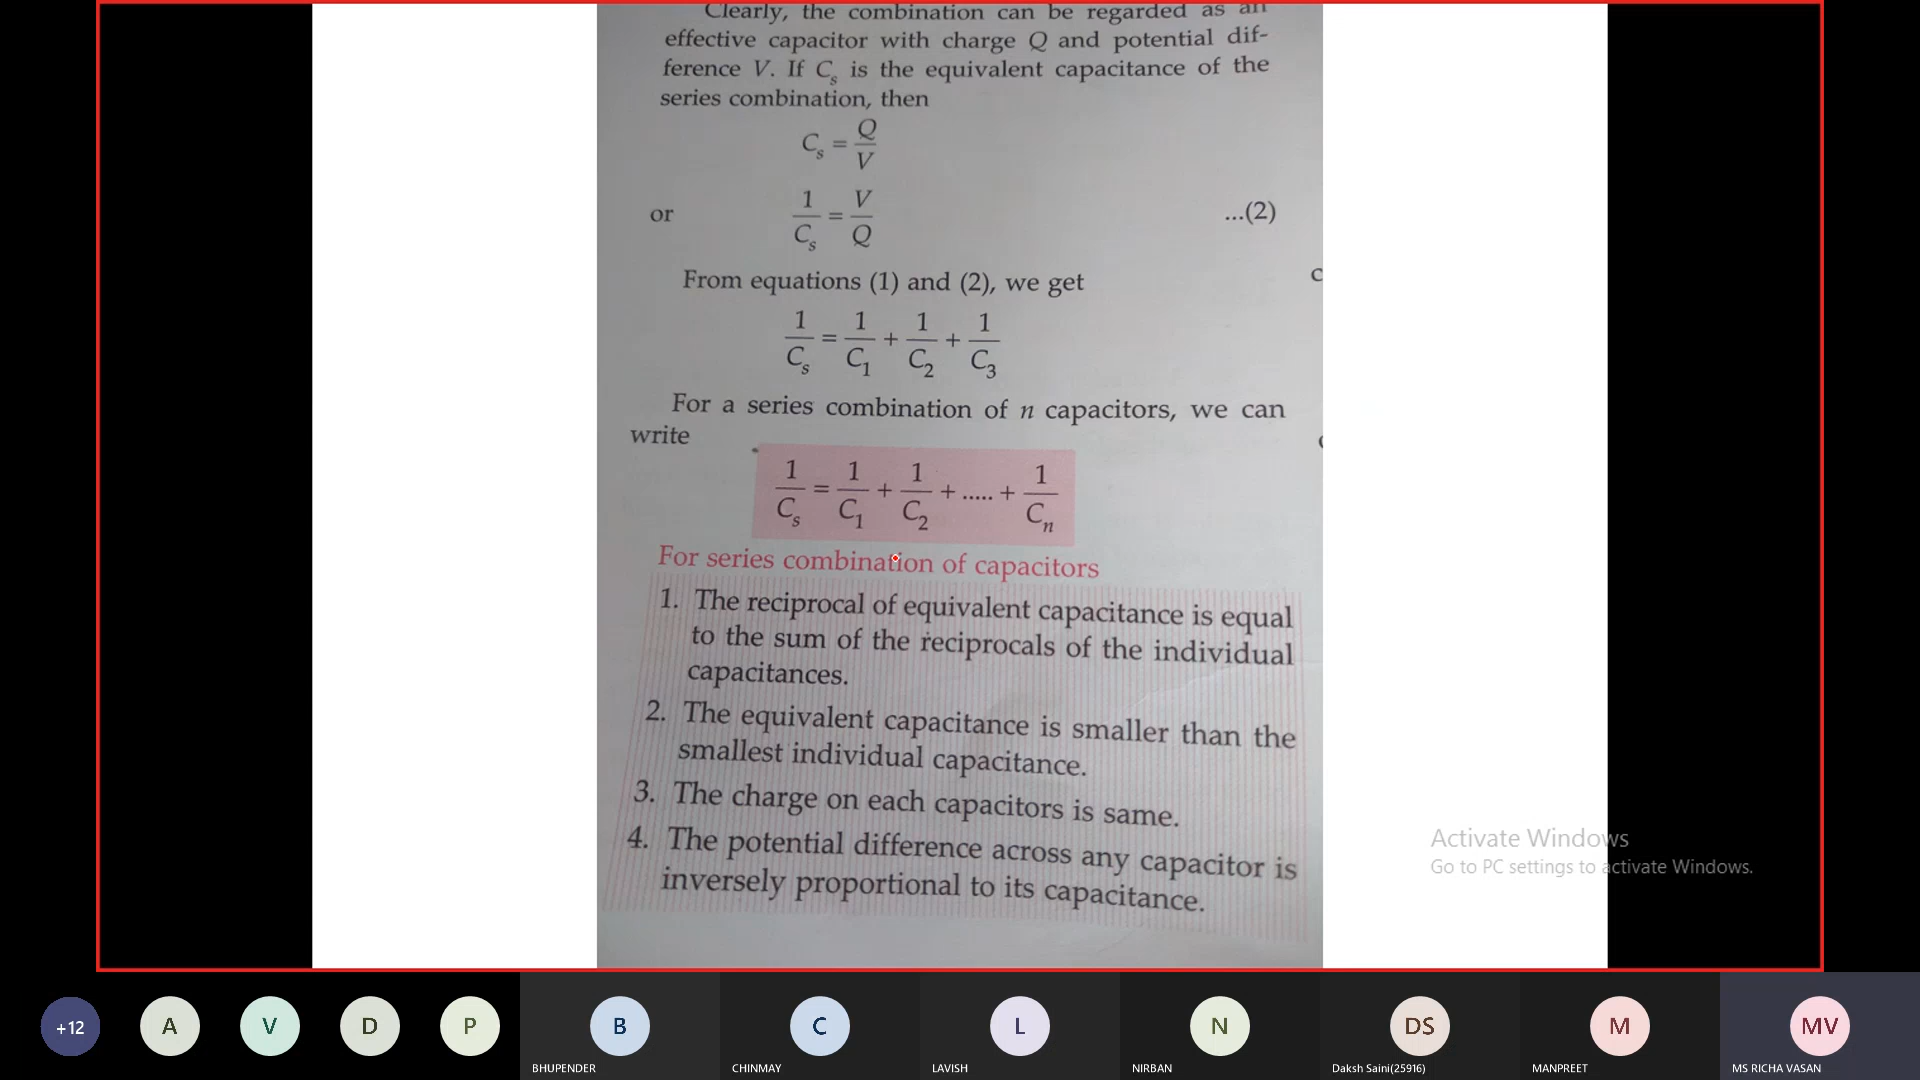 Clearly, the combination can be regarded as an
effective capacitor with charge Q and potential dif-
ference V. If Cₛ is the equivalent capacitance of the
series combination, then
Cₛ = Q/V
or 1/Cₛ = V/Q ...(2)
From equations (1) and (2), we get
1/Cₛ = 1/C₁ + 1/C₂ + 1/C₃
For a series combination of n capacitors, we can
write
1/Cₛ = 1/C₁ + 1/C₂ + ..... + 1/Cₙ
For series combination of capacitors
1. The reciprocal of equivalent capacitance is equal
to the sum of the reciprocals of the individual
capacitances.
2. The equivalent capacitance is smaller than the
smallest individual capacitance.
3. The charge on each capacitors is same.
4. The potential difference across any capacitor is
inversely proportional to its capacitance.
Activate Windows
Go to PC settings to activate Windows.
+12 A V D P B C L N DS M MV
BHUPENDER CHINMAY LAVISH NIRBAN Daksh Saini(25916) MANPREET MS RICHA VASAN